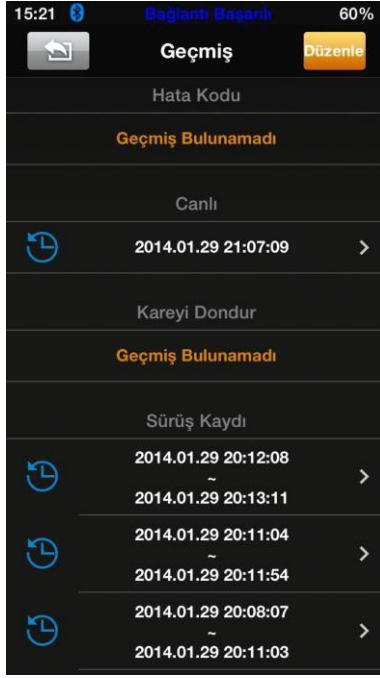 15:21 Bağlantı Başarılı 60%
Geçmiş Düzenle
Hata Kodu
Geçmiş Bulunamadı
Canlı
2014.01.29 21:07:09
Kareyi Dondur
Geçmiş Bulunamadı
Sürüş Kaydı
2014.01.29 20:12:08
~
2014.01.29 20:13:11
2014.01.29 20:11:04
~
2014.01.29 20:11:54
2014.01.29 20:08:07
~
2014.01.29 20:11:03